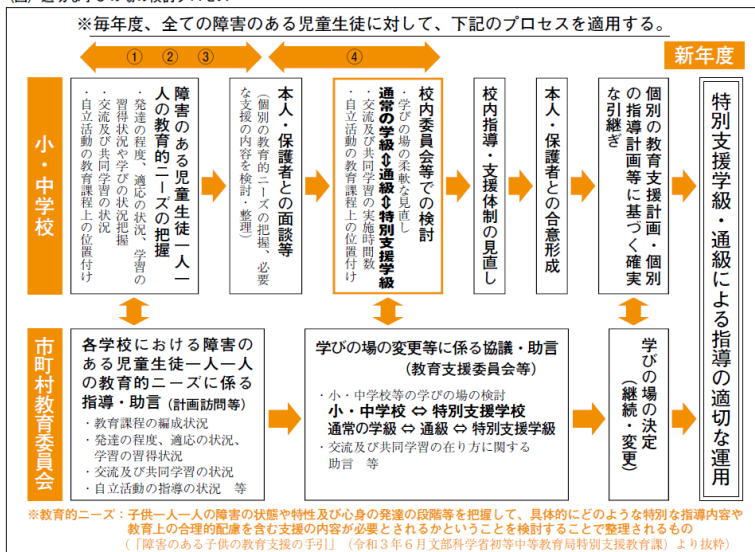 ※毎年度、全ての障害のある児童生徒に対して、下記のプロセスを適用する。
① ② ③
④
新年度
小・中学校
障害のある児童生徒一人一
人の教育的ニーズの把握
・発達の程度、適応の状況、学習の
習得状況や学びの状況把握
・交流及び共同学習の状況
・自立活動の教育課程上の位置付け
本人・保護者との面談等
(個別の教育的ニーズの把握、必要
な支援の内容を検討・整理)
校内委員会等での検討
・学びの場の柔軟な見直し
通常の学級⇔通級⇔特別支援学級
・交流及び共同学習の実施時間数
・自立活動の教育課程上の位置付け
校内指導・支援体制の見直し
本人・保護者との合意形成
個別の教育支援計画・個別
の指導計画等に基づく確実
な引継ぎ
特別支援学級・通級による指導の適切な運用
市町村教育委員会
各学校における障害の
ある児童生徒一人一人
の教育的ニーズに係る
指導・助言(計画訪問等)
・教育課程の編成状況
・発達の程度、適応の状況、
学習の習得状況
・交流及び共同学習の状況
・自立活動の指導の状況 等
学びの場の変更等に係る協議・助言
(教育支援委員会等)
・小・中学校等の学びの場の検討
小・中学校 ⇔ 特別支援学校
通常の学級 ⇔ 通級 ⇔ 特別支援学級
・交流及び共同学習の在り方に関する
助言 等
学びの場の決定
(継続・変更)
※教育的ニーズ：子供一人一人の障害の状態や特性及び心身の発達の段階等を把握して、具体的にどのような特別な指導内容や
教育上の合理的配慮を含む支援の内容が必要とされるかということを検討することで整理されるもの
(「障害のある子供の教育支援の手引」(令和3年6月文部科学省初等中等教育局特別支援教育課)より抜粋)